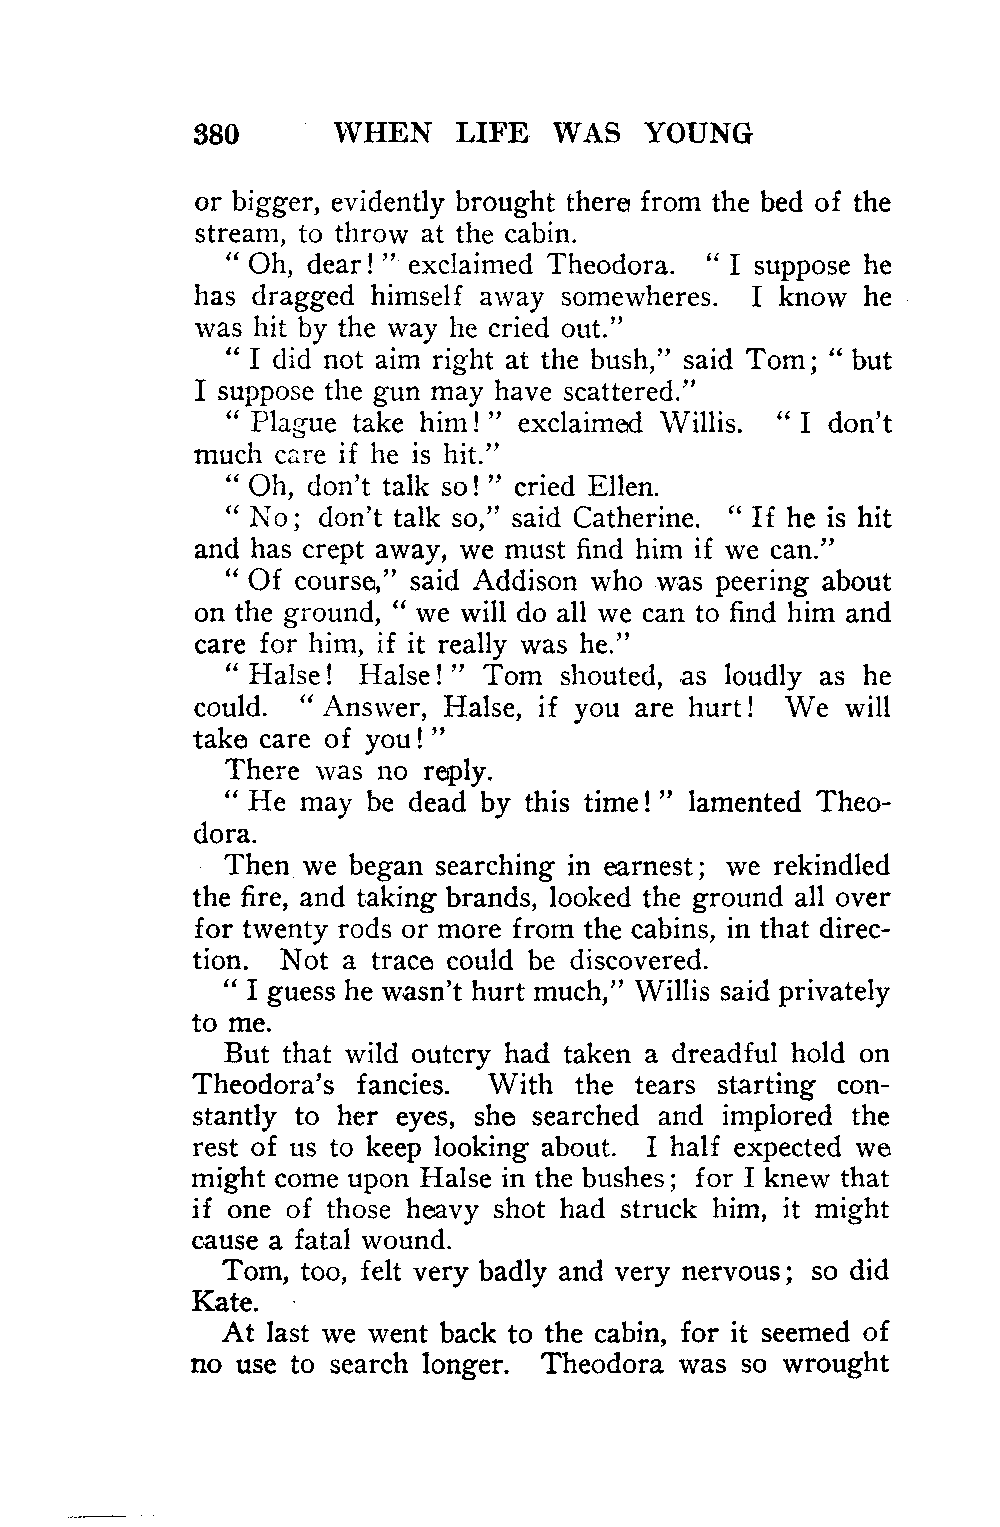 380 WHEN LIFE WAS YOUNG
or bigger, evidently brought there from the bed of the
stream, to throw at the cabin.
“ Oh, dear! ” exclaimed Theodora. “ I suppose he
has dragged himself away somewheres. I know he
was hit by the way he cried out.”
“ I did not aim right at the bush,” said Tom; “ but
I suppose the gun may have scattered.”
“ Plague take him! ” exclaimed Willis. “ I don't
much care if he is hit.”
“ Oh, don't talk so! ” cried Ellen.
“ No; don't talk so,” said Catherine. “ If he is hit
and has crept away, we must find him if we can.”
“ Of course,” said Addison who was peering about
on the ground, “ we will do all we can to find him and
care for him, if it really was he.”
“ Halse! Halse! ” Tom shouted, as loudly as he
could. “ Answer, Halse, if you are hurt! We will
take care of you! ”
There was no reply.
“ He may be dead by this time! ” lamented Theo-
dora.
Then we began searching in earnest; we rekindled
the fire, and taking brands, looked the ground all over
for twenty rods or more from the cabins, in that direc-
tion. Not a trace could be discovered.
“ I guess he wasn't hurt much,” Willis said privately
to me.
But that wild outcry had taken a dreadful hold on
Theodora's fancies. With the tears starting con-
stantly to her eyes, she searched and implored the
rest of us to keep looking about. I half expected we
might come upon Halse in the bushes; for I knew that
if one of those heavy shot had struck him, it might
cause a fatal wound.
Tom, too, felt very badly and very nervous; so did
Kate.
At last we went back to the cabin, for it seemed of
no use to search longer. Theodora was so wrought